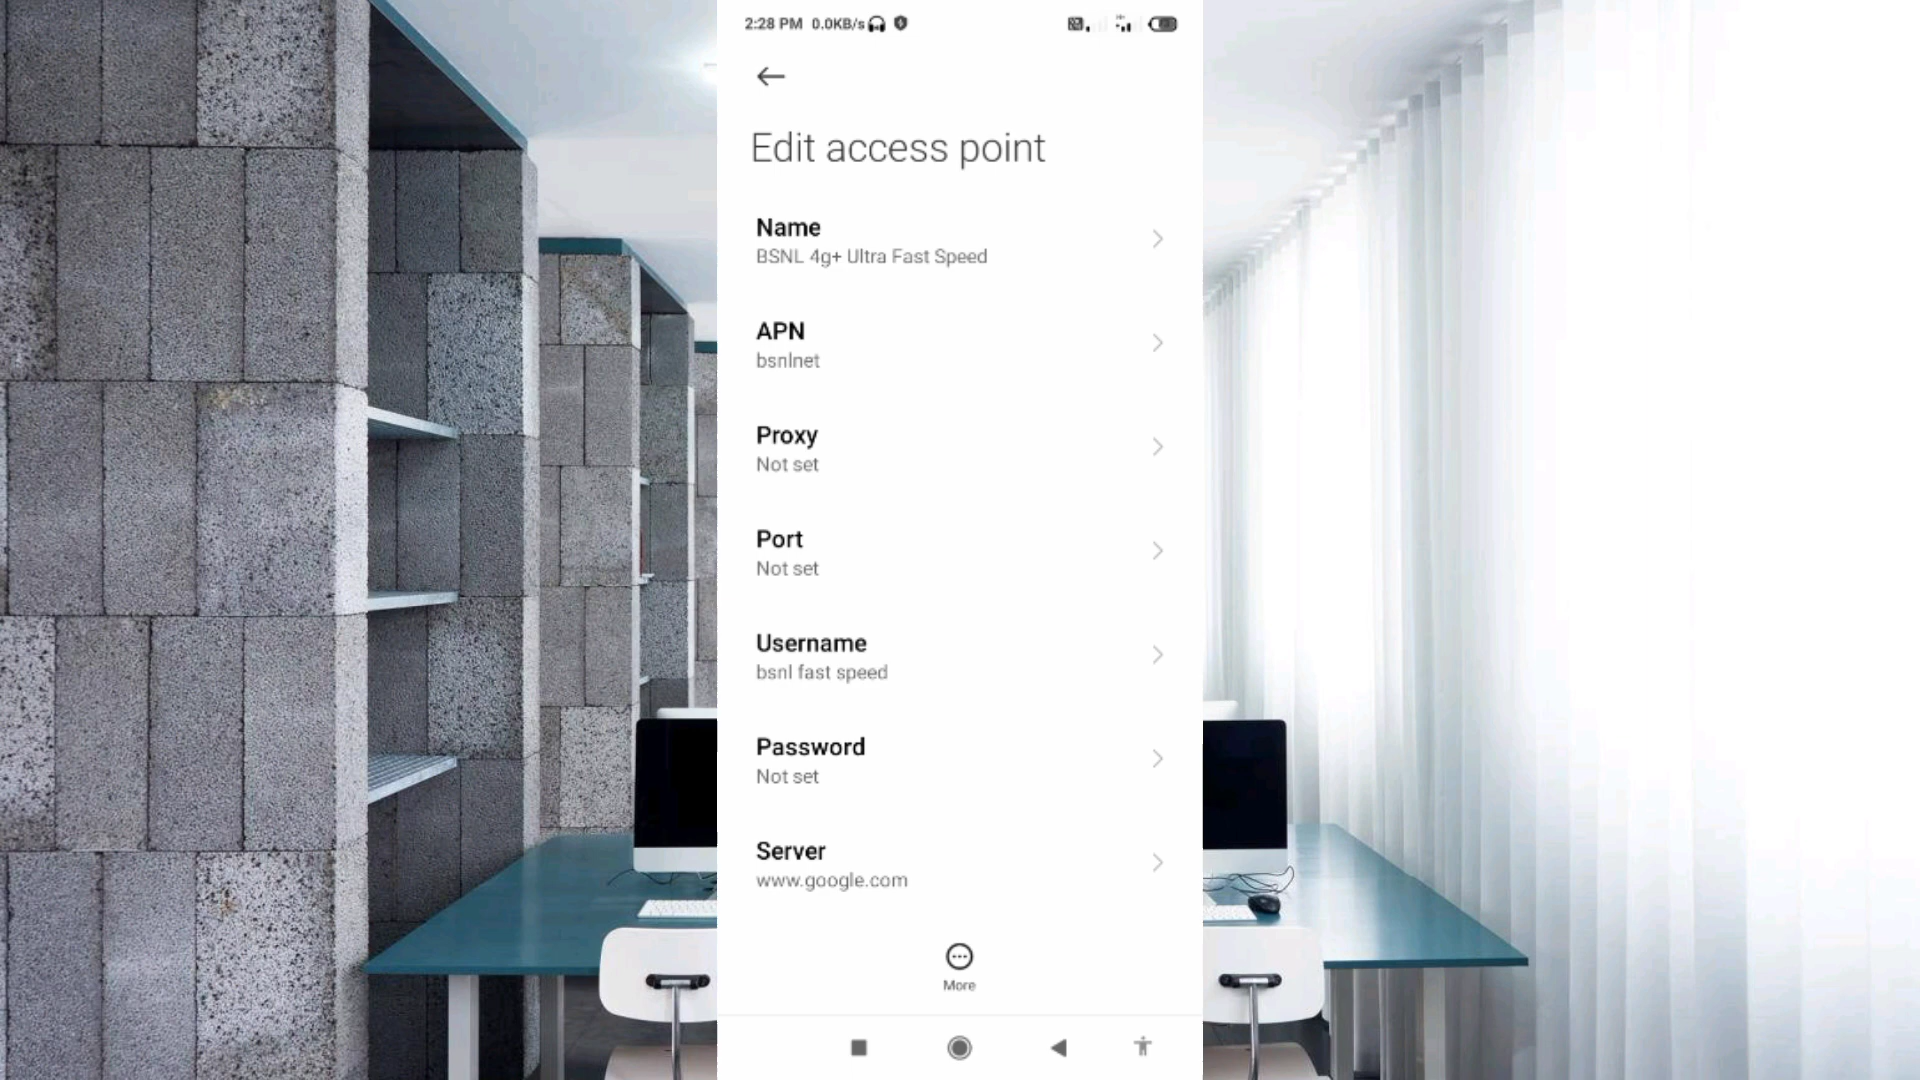 2:28 PM 0.0KB/s
Edit access point
Name
BSNL 4g+ Ultra Fast Speed
APN
bsnlnet
Proxy
Not set
Port
Not set
Username
bsnl fast speed
Password
Not set
Server
www.google.com
More